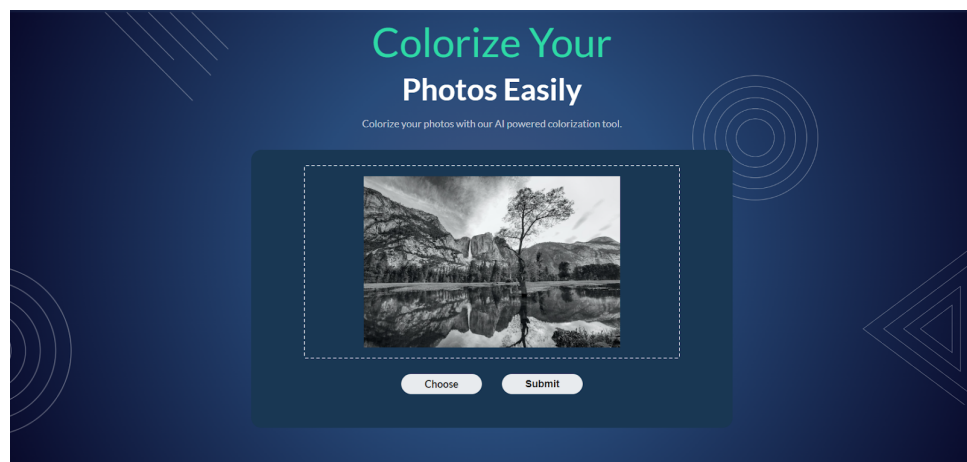 Colorize Your
Photos Easily
Colorize your photos with our AI powered colorization tool.
Choose
Submit